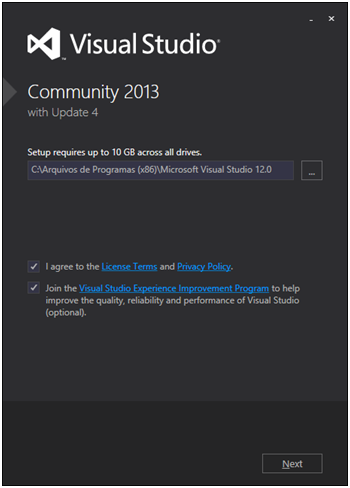 Visual Studio®
™
Community 2013
with Update 4
Setup requires up to 10 GB across all drives.
C:\Arquivos de Programas (x86)\Microsoft Visual Studio 12.0
...
I agree to the License Terms and Privacy Policy.
Join the Visual Studio Experience Improvement Program to help
improve the quality, reliability and performance of Visual Studio
(optional).
Next